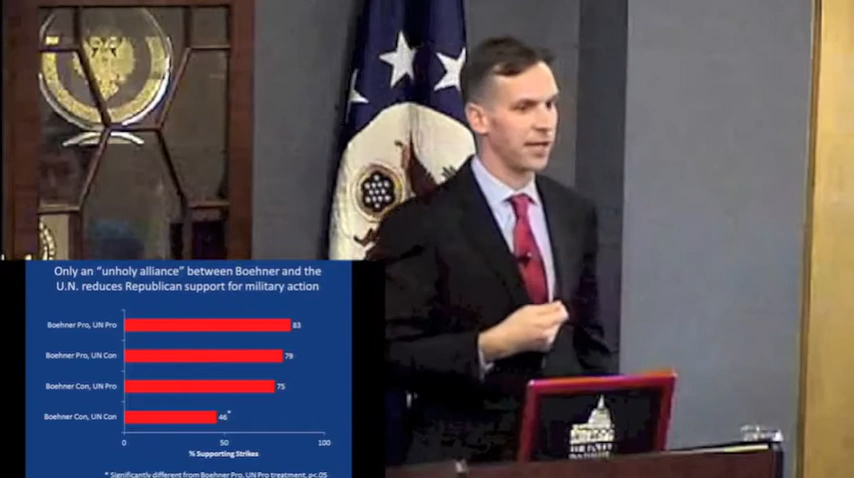 Only an “unholy alliance” between Boehner and the
U.N. reduces Republican support for military action
Boehner Pro, UN Pro
83
Boehner Pro, UN Con
79
Boehner Con, UN Pro
75
Boehner Con, UN Con
46*
0 50 100
% Supporting Strikes
* Significantly different from Boehner Pro, UN Pro treatment, p<.05